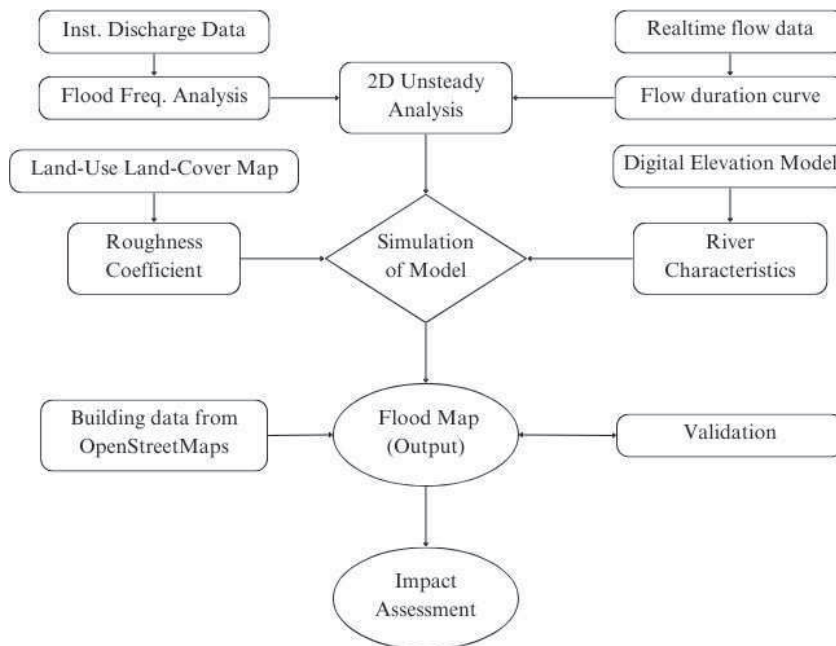 Inst. Discharge Data
Realtime flow data
Flood Freq. Analysis
2D Unsteady
Analysis
Flow duration curve
Land-Use Land-Cover Map
Digital Elevation Model
Roughness
Coefficient
Simulation
of Model
River
Characteristics
Building data from
OpenStreetMaps
Flood Map
(Output)
Validation
Impact
Assessment